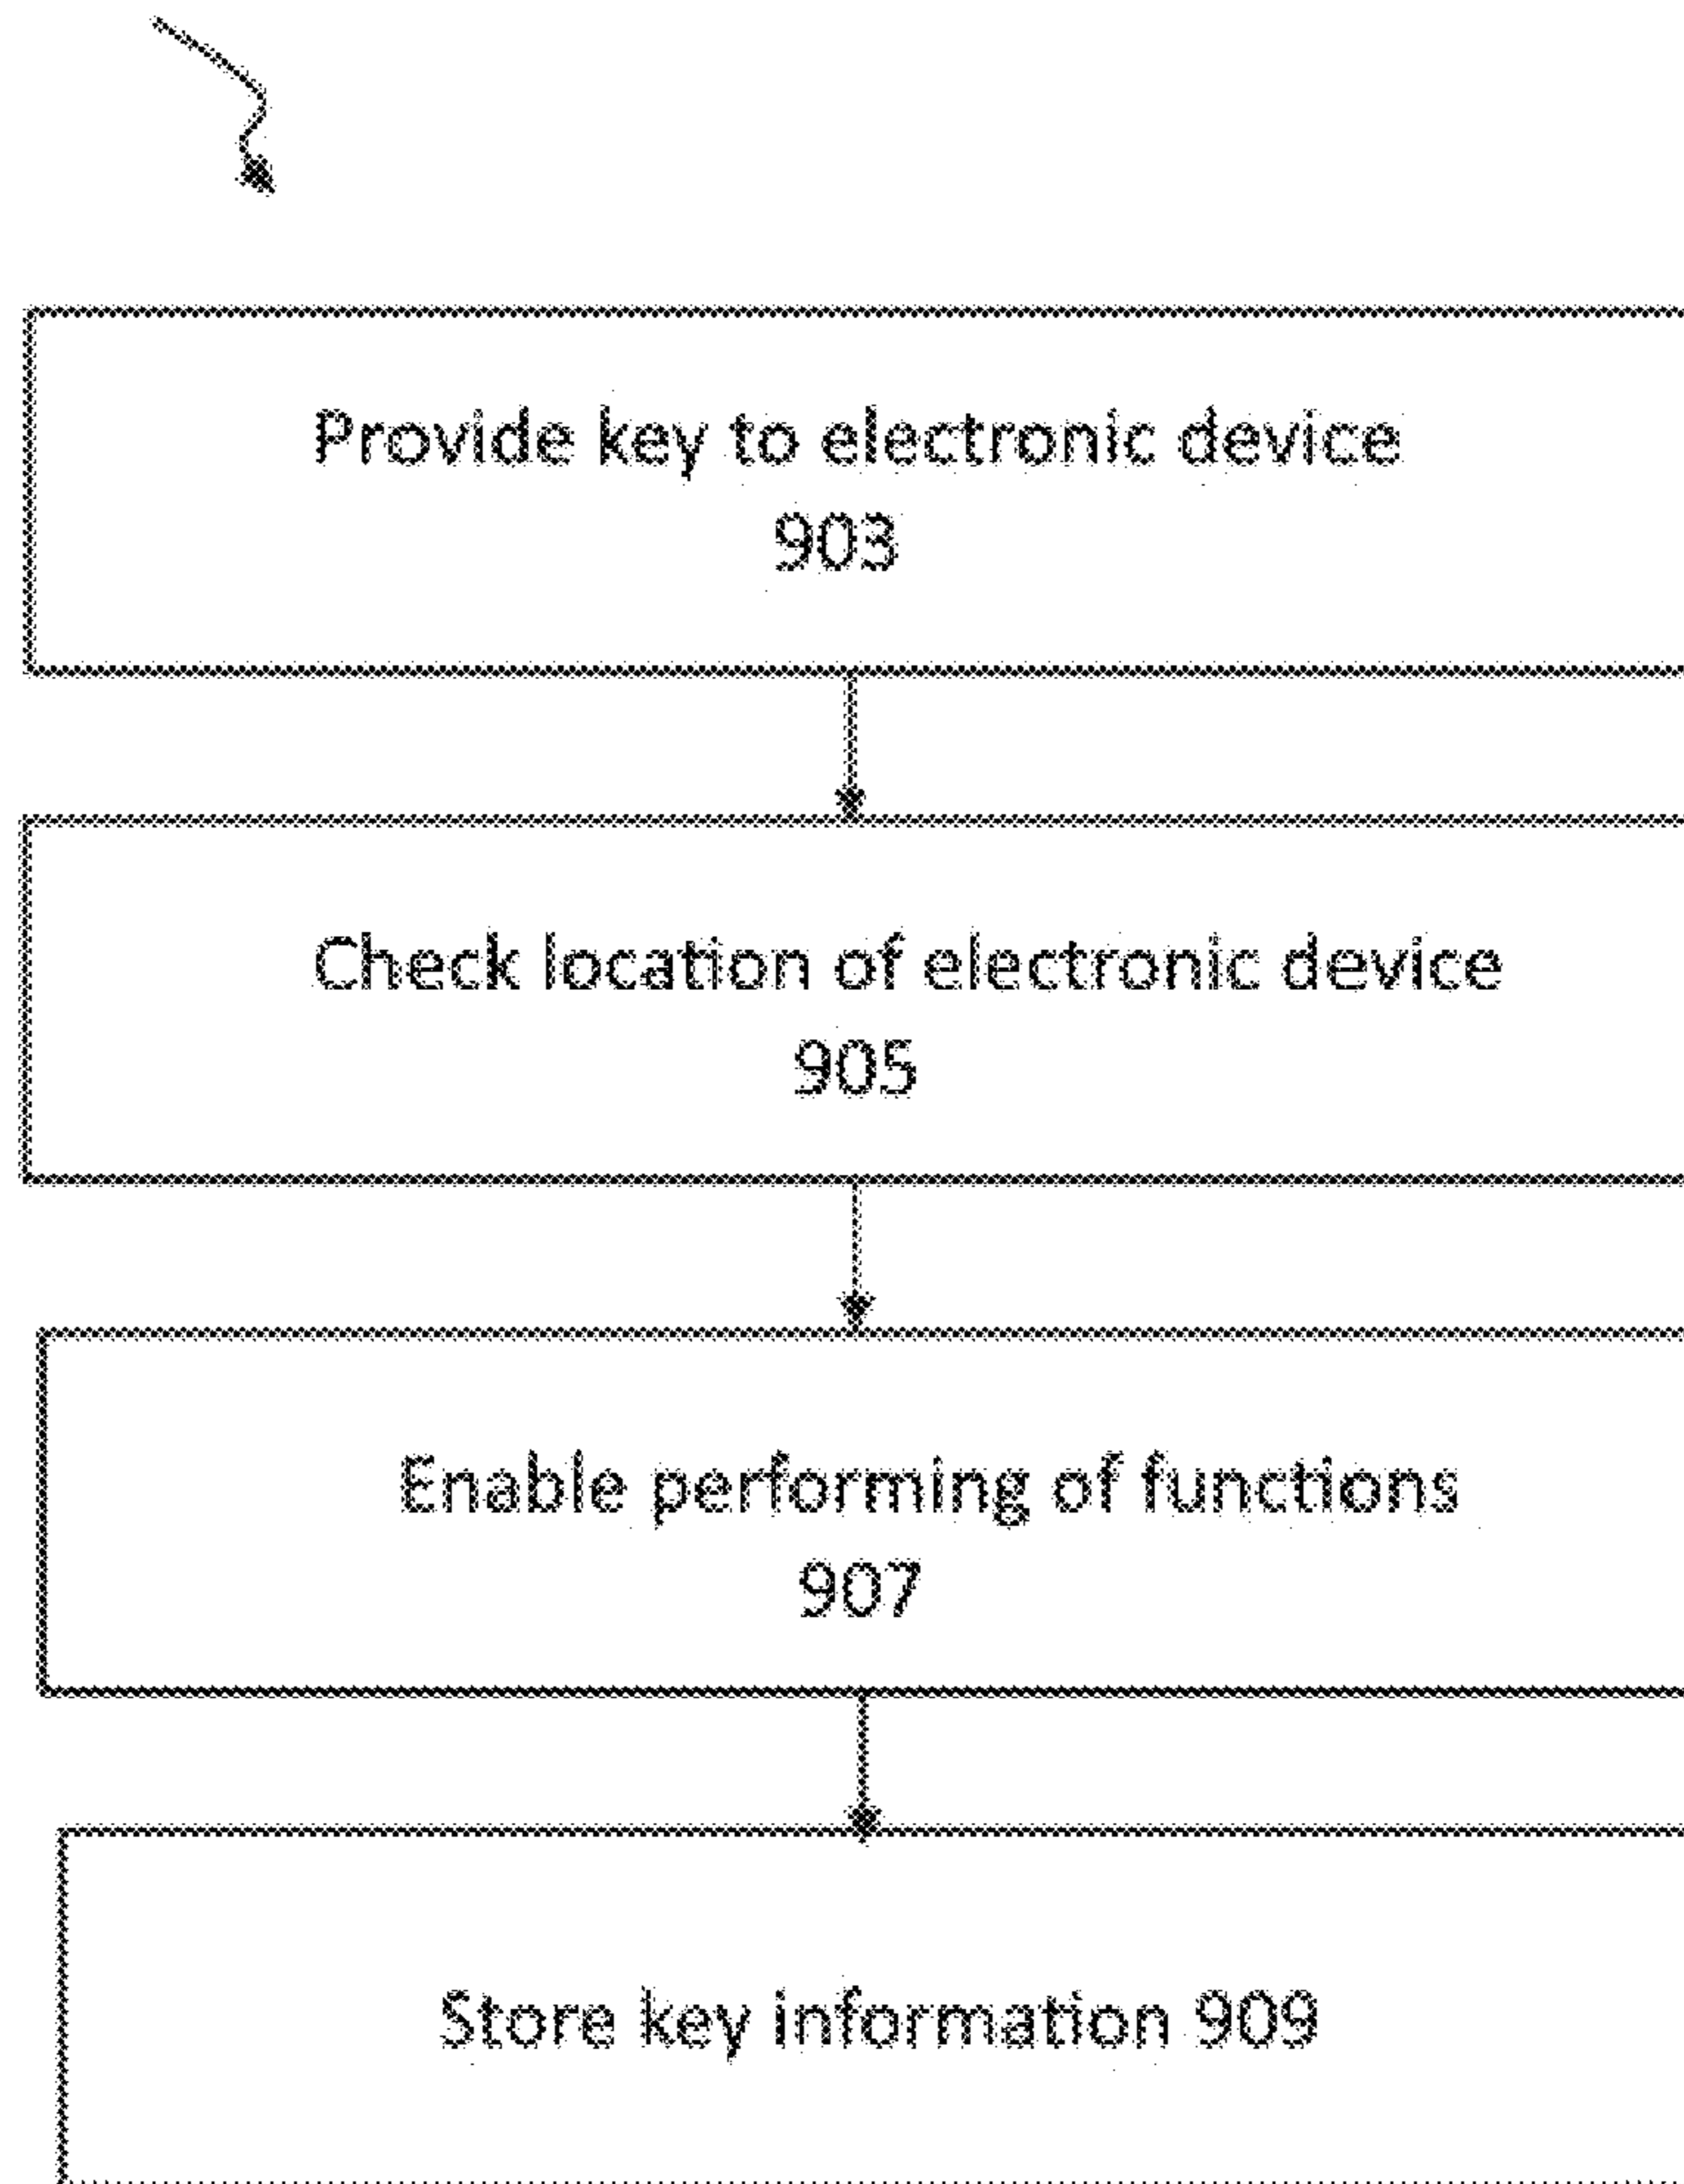 Provide key to electronic device
903
Check location of electronic device
905
Enable performing of functions
907
Store key information 909